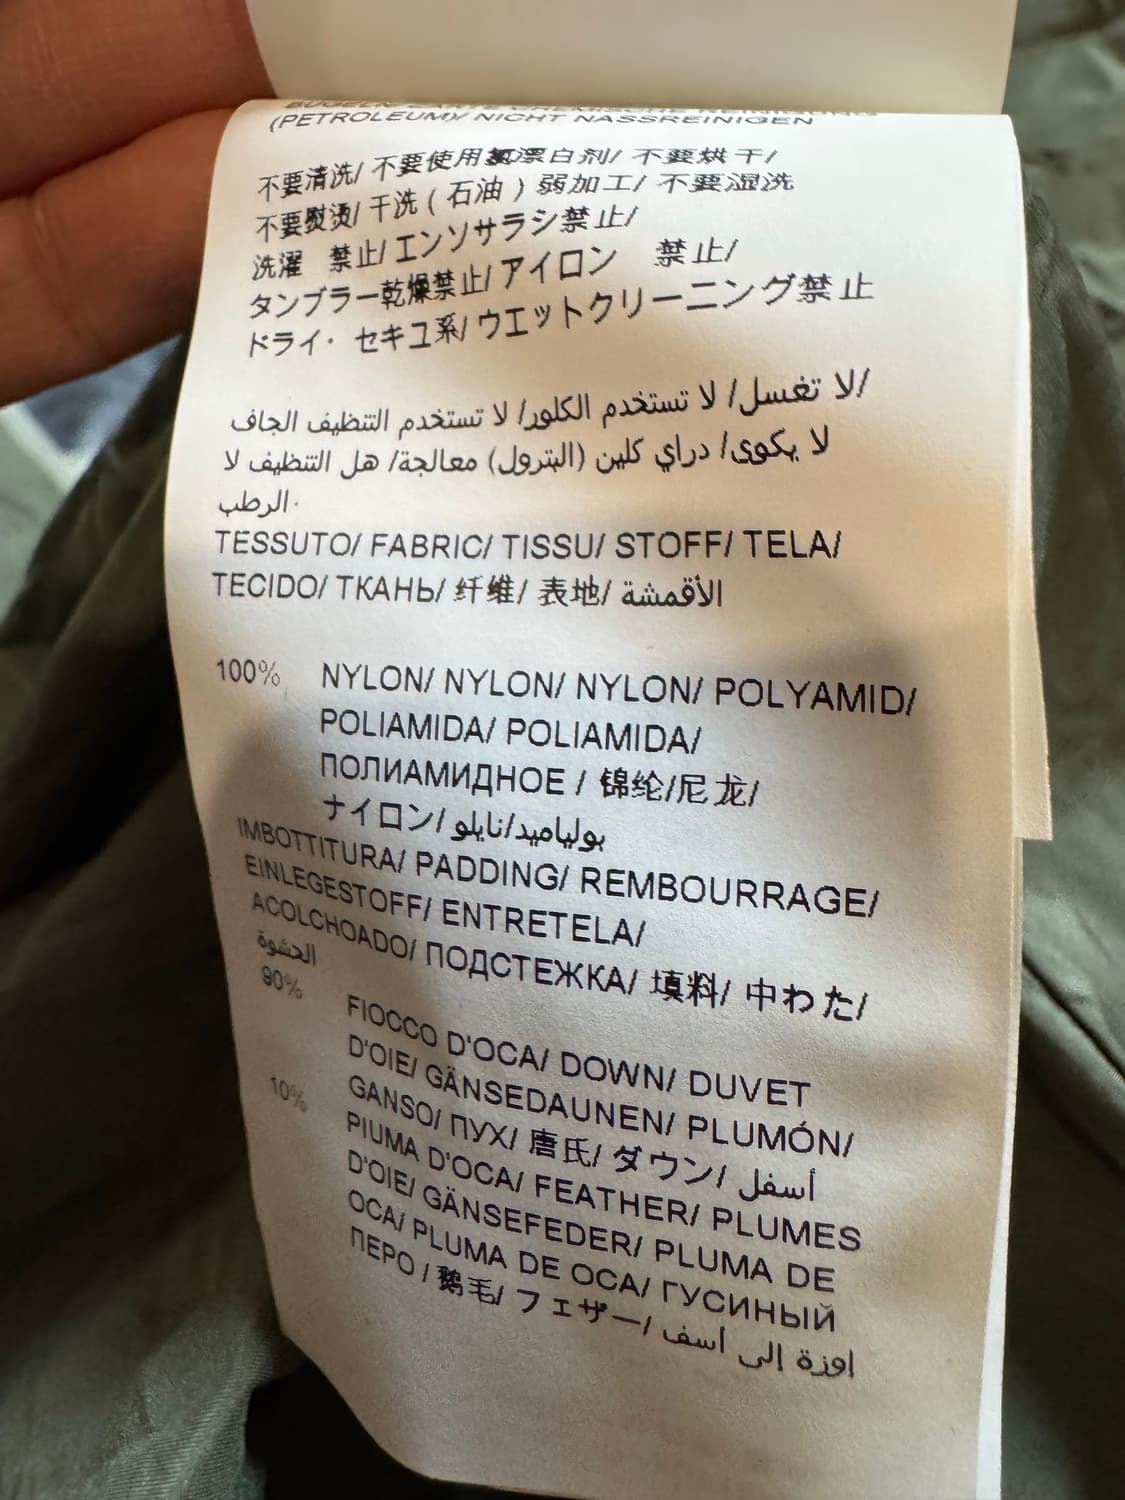 BÜGELN/ ZARTE CHEMISCHE REINIGUNG
(PETROLEUM)/ NICHT NASSREINIGEN
不要清洗/ 不要使用氯漂白剂/ 不要烘干/
不要熨烫/ 干洗 ( 石油 ) 弱加工/ 不要湿洗
洗濯 禁止/ エンソサラシ禁止/
タンブラー乾燥禁止/ アイロン 禁止/
ドライ· セキユ系/ ウエットクリーニング禁止
لا تغسل/ لا تستخدم الكلور/ لا تستخدم التنظيف الجاف/
لا يكوى/ دراي كلين (البترول) معالجة/ هل التنظيف لا
الرطب.
TESSUTO/ FABRIC/ TISSU/ STOFF/ TELA/
TECIDO/ ТКАНЬ/ 纤维/ 表地/ الأقمشة
100% NYLON/ NYLON/ NYLON/ POLYAMID/
POLIAMIDA/ POLIAMIDA/
ПОЛИАМИДНОЕ / 锦纶/尼龙/
ナイロン/ بولياميد/نايلو
IMBOTTITURA/ PADDING/ REMBOURRAGE/
EINLEGESTOFF/ ENTRETELA/
ACOLCHOADO/ ПОДСТЕЖКА/ 填料/ 中わた/
الحشوة
90% FIOCCO D'OCA/ DOWN/ DUVET
D'OIE/ GÄNSEDAUNEN/ PLUMÓN/
GANSO/ ПУХ/ 唐氏/ ダウン/ أسفل
10% PIUMA D'OCA/ FEATHER/ PLUMES
D'OIE/ GÄNSEFEDER/ PLUMA DE
OCA/ PLUMA DE OCA/ ГУСИНЫЙ
ПЕРО / 鹅毛/ フェザー/ اوزة إلى أسف